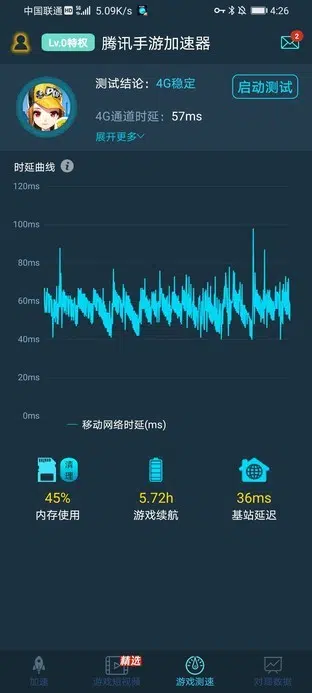 中国联通 HD 5.09K/s 4:26
Lv.0特权 腾讯手游加速器 2
测试结论：4G稳定 启动测试
4G通道时延：57ms
展开更多
时延曲线 i
120ms
100ms
80ms
60ms
40ms
20ms
0ms
移动网络时延(ms)
清理
45% 5.72h 36ms
内存使用 游戏续航 基站延迟
精选
加速 游戏短视频 游戏测速 对局数据